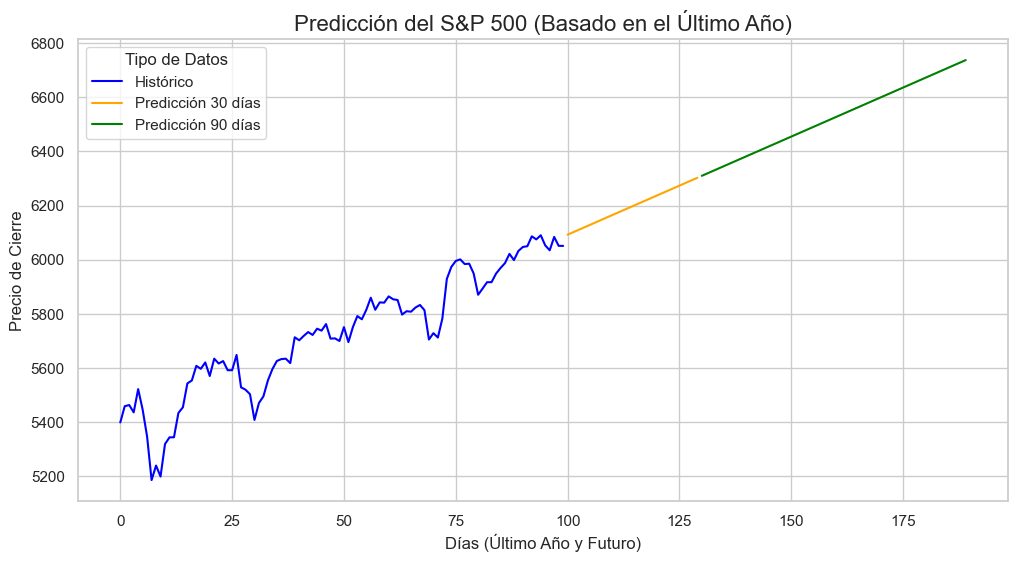 Predicción del S&P 500 (Basado en el Último Año)
Tipo de Datos
Histórico
Predicción 30 días
Predicción 90 días
Precio de Cierre
6800
6600
6400
6200
6000
5800
5600
5400
5200
0 25 50 75 100 125 150 175
Días (Último Año y Futuro)